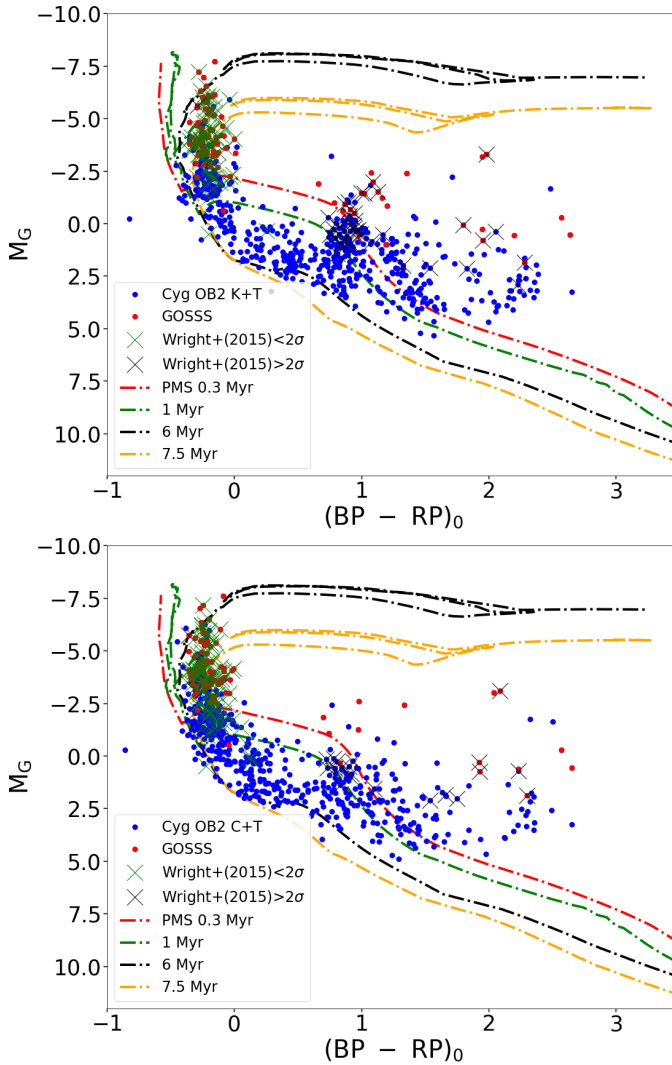 −10.0
−7.5
−5.0
−2.5
0.0
2.5
5.0
7.5
10.0
M_G
Cyg OB2 K+T
GOSSS
Wright+(2015)<2σ
Wright+(2015)>2σ
PMS 0.3 Myr
1 Myr
6 Myr
7.5 Myr
−1 0 1 2 3
(BP − RP)₀
−10.0
−7.5
−5.0
−2.5
0.0
2.5
5.0
7.5
10.0
M_G
Cyg OB2 C+T
GOSSS
Wright+(2015)<2σ
Wright+(2015)>2σ
PMS 0.3 Myr
1 Myr
6 Myr
7.5 Myr
−1 0 1 2 3
(BP − RP)₀